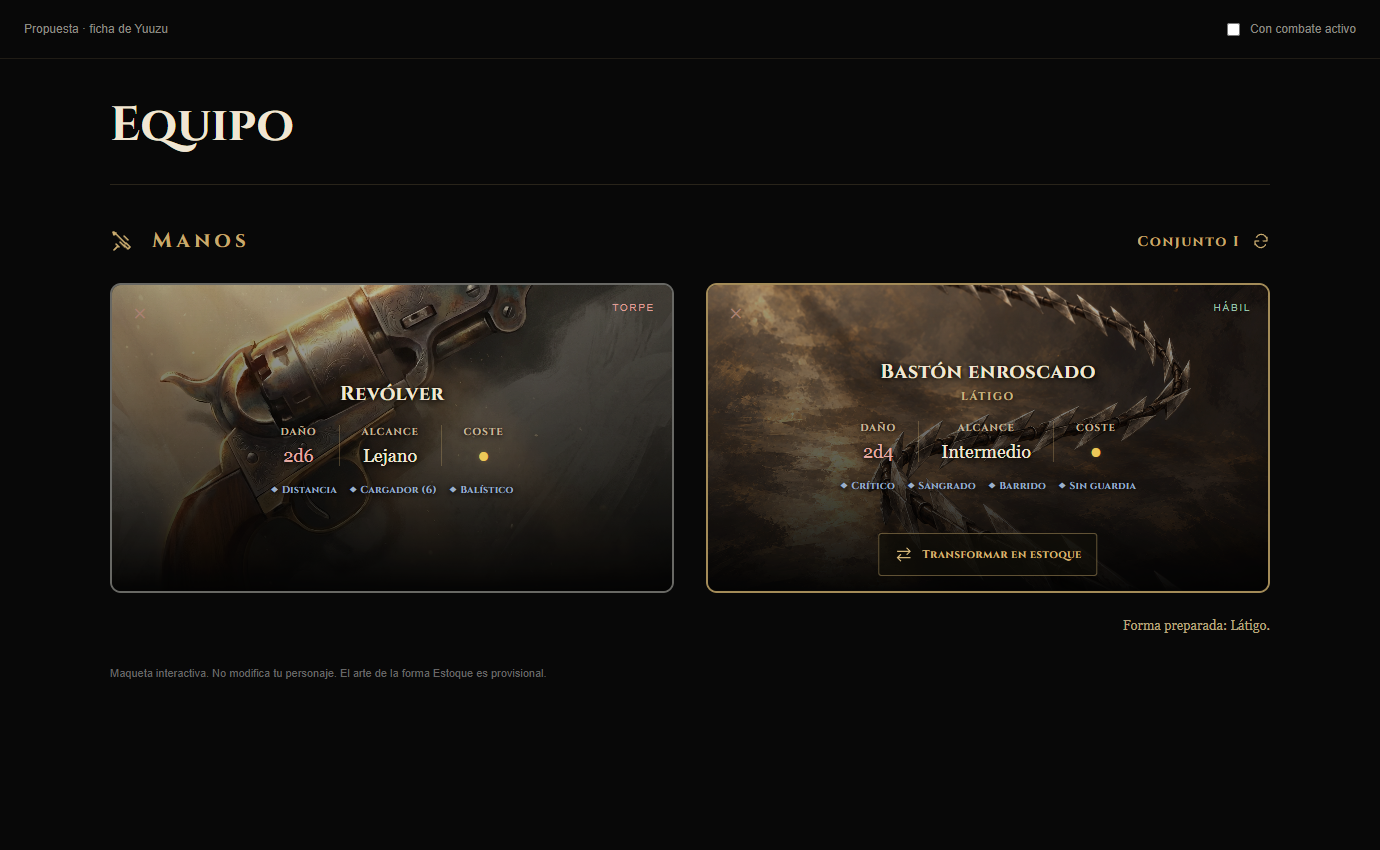 Propuesta · ficha de Yuuzu
Con combate activo
Equipo
Manos
Conjunto I
TORPE
Revólver
Daño Alcance Coste
2d6 Lejano
Distancia Cargador (6) Balístico
HÁBIL
Bastón enroscado
Látigo
Daño Alcance Coste
2d4 Intermedio
Crítico Sangrado Barrido Sin guardia
Transformar en estoque
Forma preparada: Látigo.
Maqueta interactiva. No modifica tu personaje. El arte de la forma Estoque es provisional.